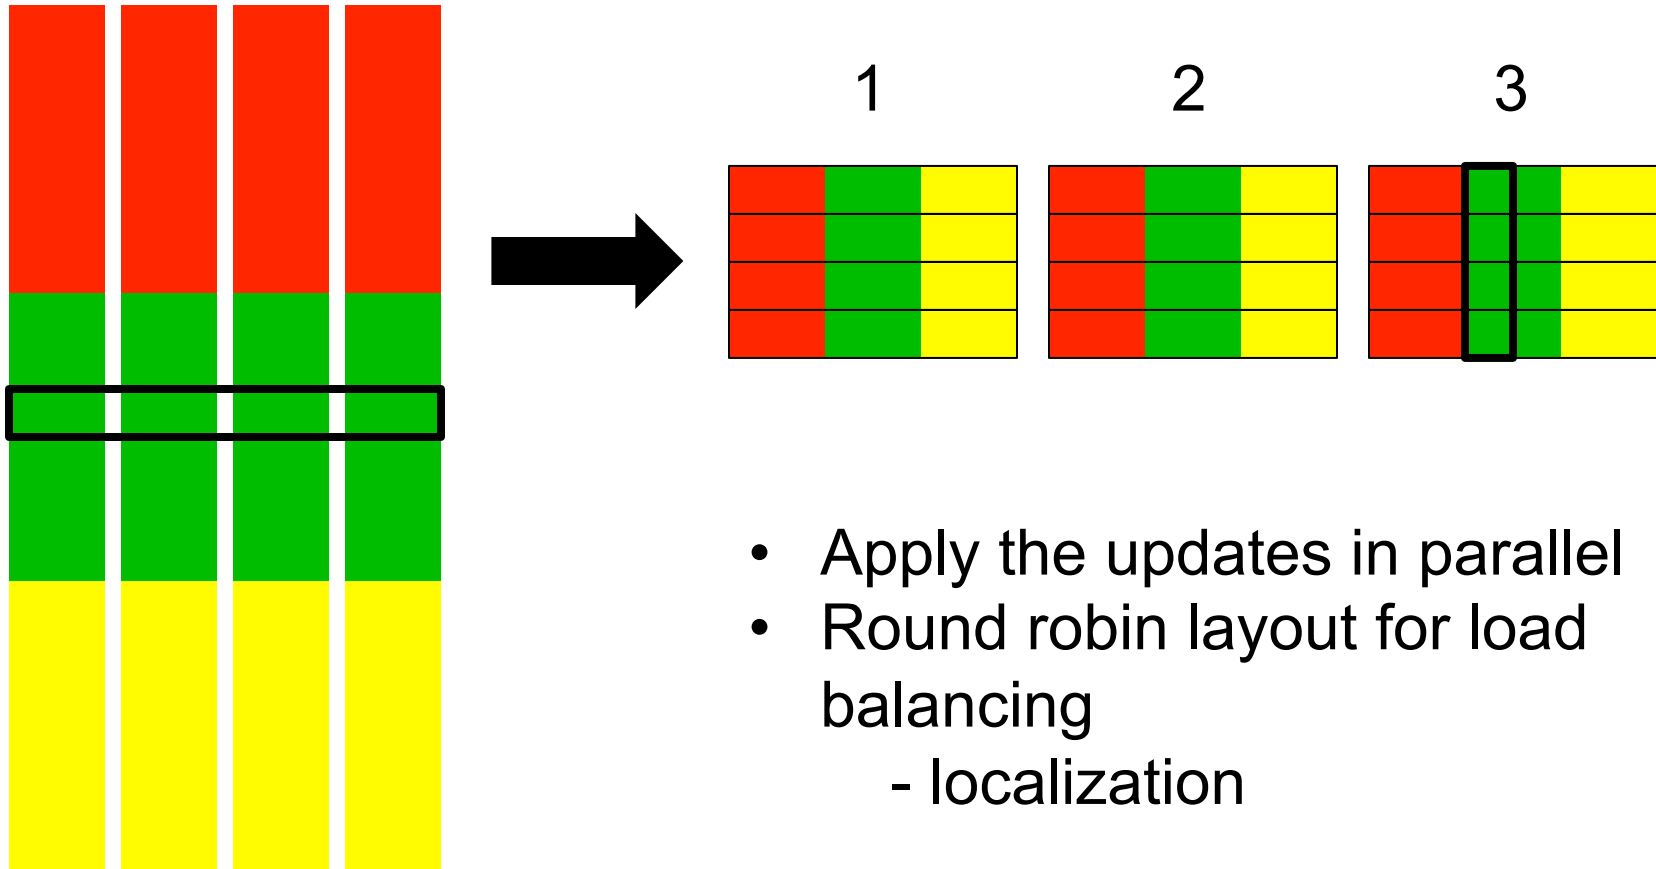 1 2 3
• Apply the updates in parallel
• Round robin layout for load
balancing
- localization